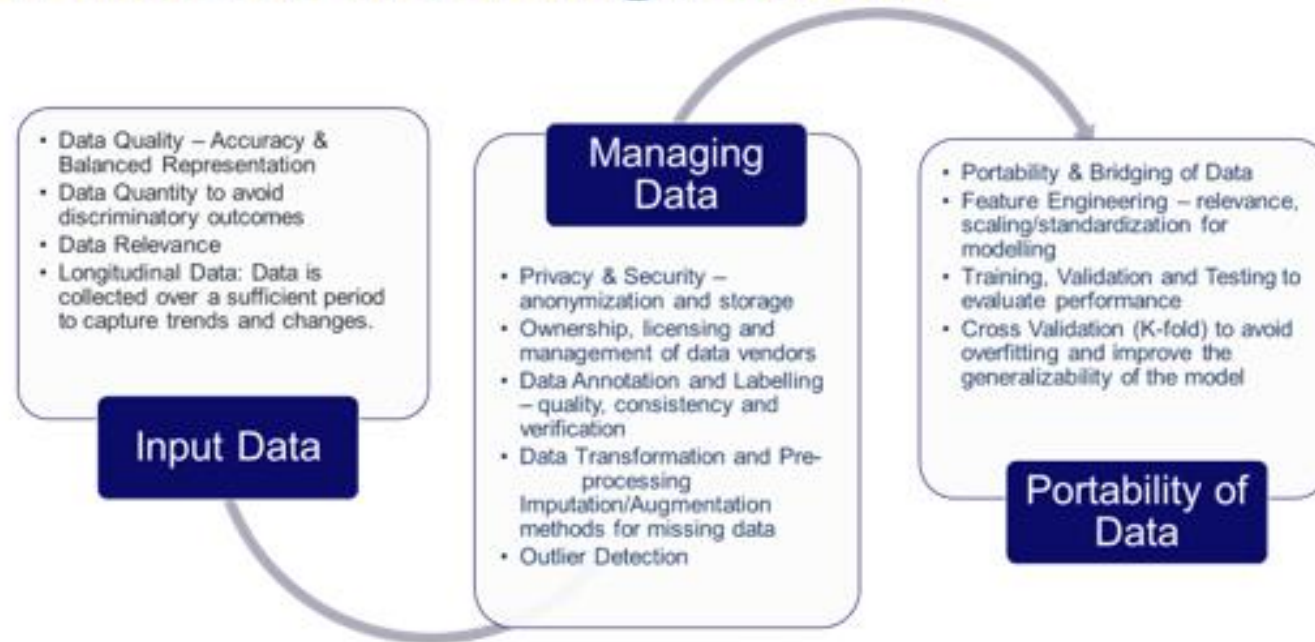 • Data Quality – Accuracy &
Balanced Representation
• Data Quantity to avoid
discriminatory outcomes
• Data Relevance
• Longitudinal Data: Data is
collected over a sufficient period
to capture trends and changes.
Input Data
Managing
Data
• Privacy & Security –
anonymization and storage
• Ownership, licensing and
management of data vendors
• Data Annotation and Labelling
– quality, consistency and
verification
• Data Transformation and Pre-
processing
Imputation/Augmentation
methods for missing data
• Outlier Detection
• Portability & Bridging of Data
• Feature Engineering – relevance,
scaling/standardization for
modelling
• Training, Validation and Testing to
evaluate performance
• Cross Validation (K-fold) to avoid
overfitting and improve the
generalizability of the model
Portability of
Data